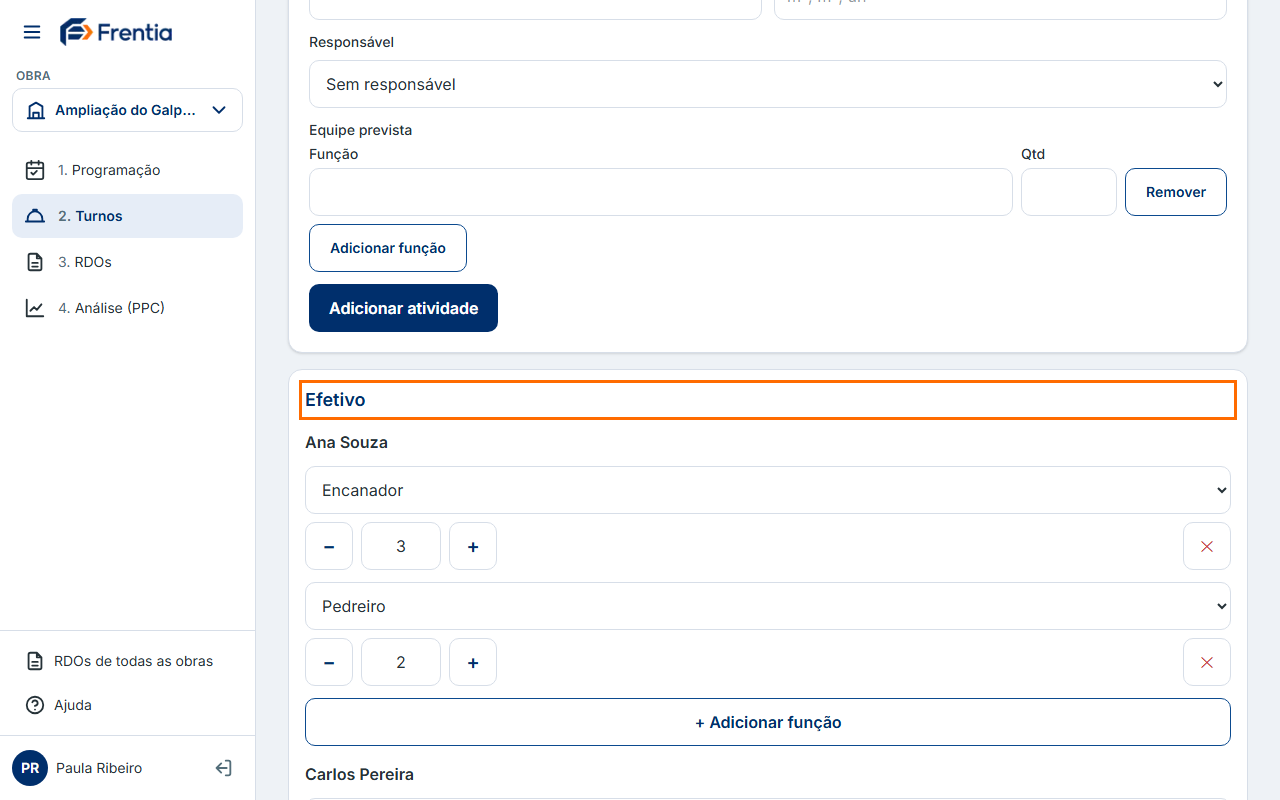 Frentia
OBRA
Ampliação do Galp...
1. Programação
2. Turnos
3. RDOs
4. Análise (PPC)
RDOs de todas as obras
Ajuda
PR
Paula Ribeiro
Responsável
Sem responsável
Equipe prevista
Função
Qtd
Remover
Adicionar função
Adicionar atividade
Efetivo
Ana Souza
Encanador
− 3 +
Pedreiro
− 2 +
+ Adicionar função
Carlos Pereira